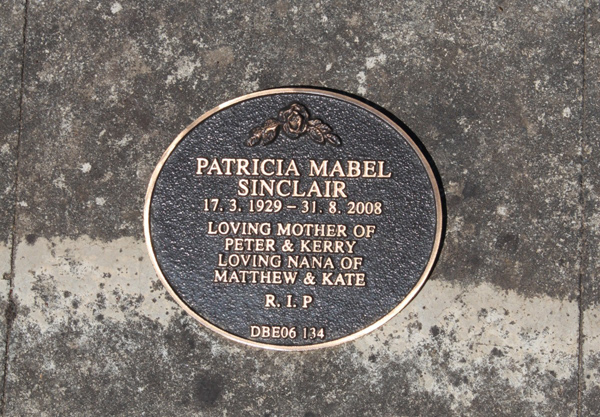 PATRICIA MABEL
SINCLAIR
17. 3. 1929 – 31. 8. 2008
LOVING MOTHER OF
PETER & KERRY
LOVING NANA OF
MATTHEW & KATE
R. I. P
DBE06 134